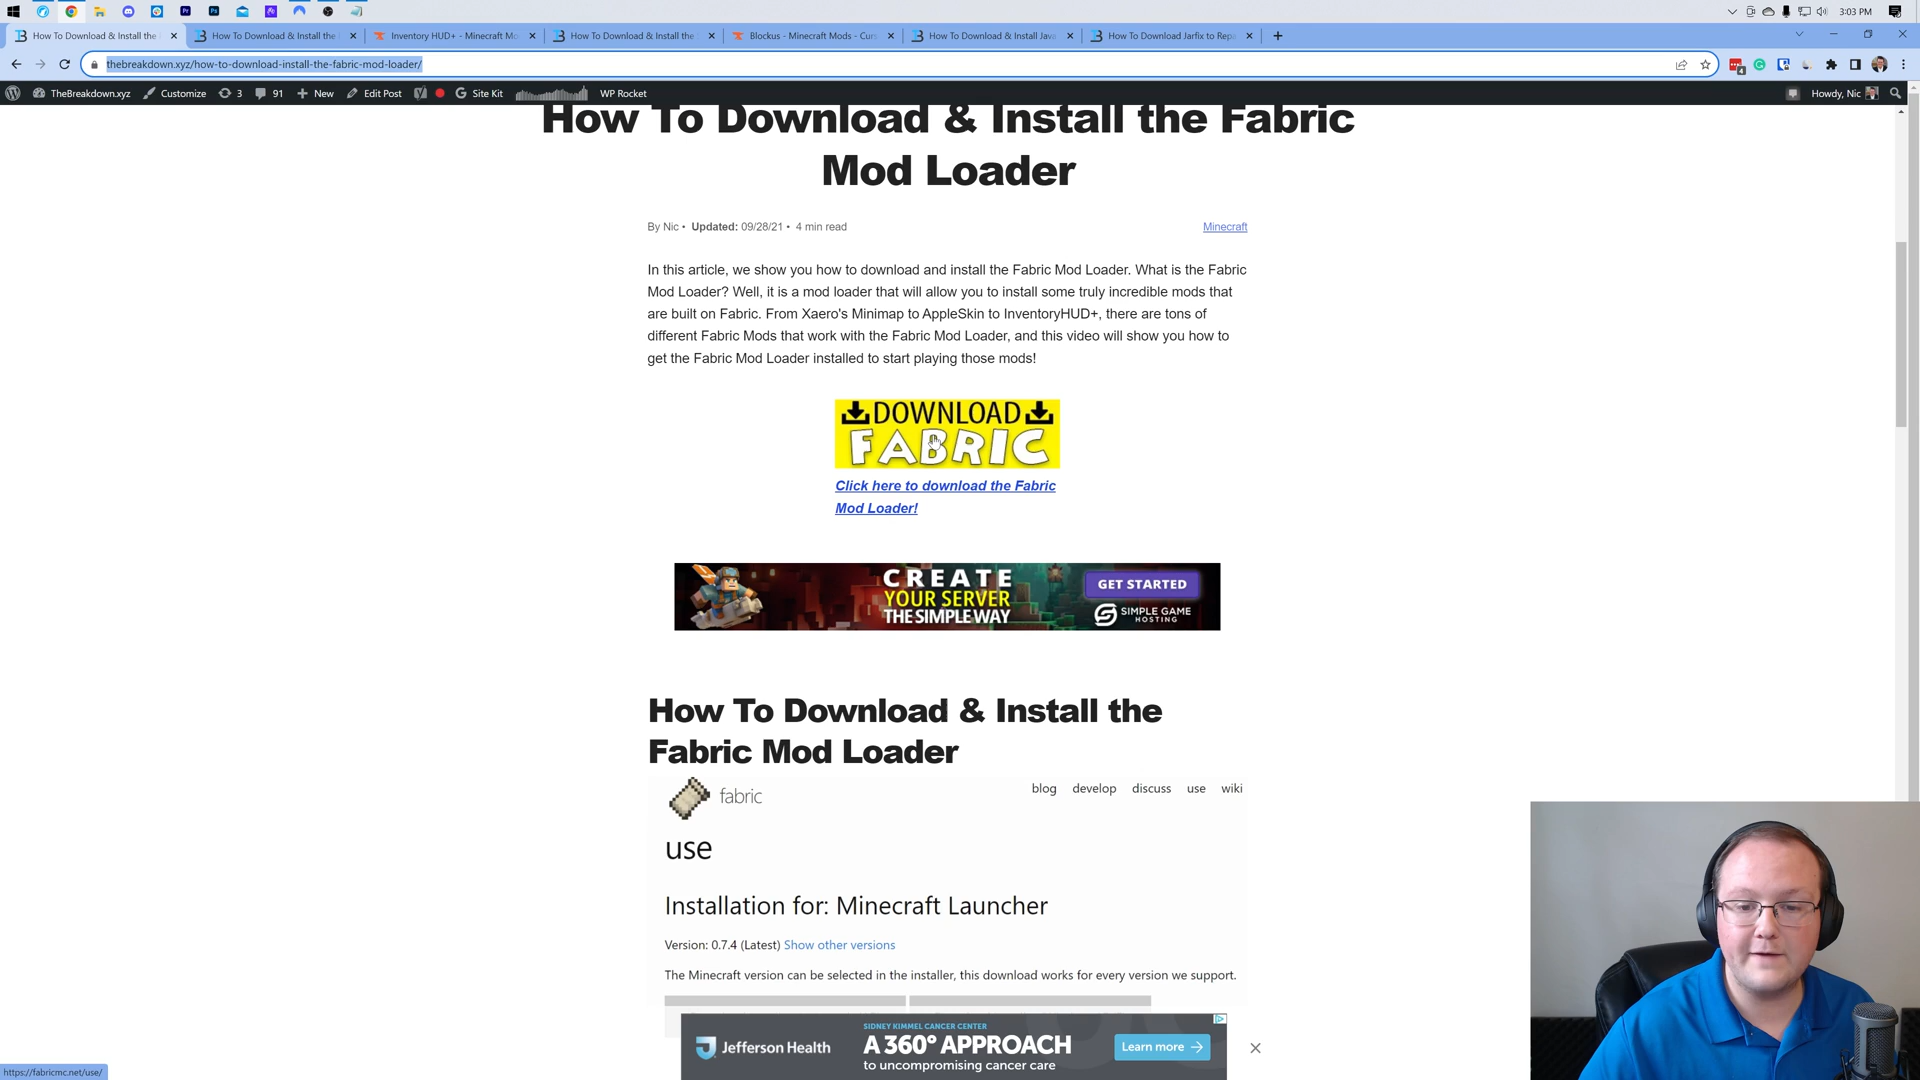 3:03 PM
How To Download & Install the
How To Download & Install the
Inventory HUD+ - Minecraft Mo
How To Download & Install the
Blockus - Minecraft Mods - Curs
How To Download & Install Java
How To Download Jarfix to Repa
thebreakdown.xyz/how-to-download-install-the-fabric-mod-loader/
TheBreakdown.xyz
Customize
3
91
New
Edit Post
Site Kit
WP Rocket
Howdy, Nic
How To Download & Install the Fabric
Mod Loader
By Nic • Updated: 09/28/21 • 4 min read
Minecraft
In this article, we show you how to download and install the Fabric Mod Loader. What is the Fabric
Mod Loader? Well, it is a mod loader that will allow you to install some truly incredible mods that
are built on Fabric. From Xaero's Minimap to AppleSkin to InventoryHUD+, there are tons of
different Fabric Mods that work with the Fabric Mod Loader, and this video will show you how to
get the Fabric Mod Loader installed to start playing those mods!
DOWNLOAD
FABRIC
Click here to download the Fabric
Mod Loader!
CREATE
YOUR SERVER
THE SIMPLE WAY
GET STARTED
SIMPLE GAME
HOSTING
How To Download & Install the
Fabric Mod Loader
fabric
blog develop discuss use wiki
use
Installation for: Minecraft Launcher
Version: 0.7.4 (Latest) Show other versions
The Minecraft version can be selected in the installer, this download works for every version we support.
Jefferson Health
SIDNEY KIMMEL CANCER CENTER
A 360° APPROACH
to uncompromising cancer care
Learn more
https://fabricmc.net/use/